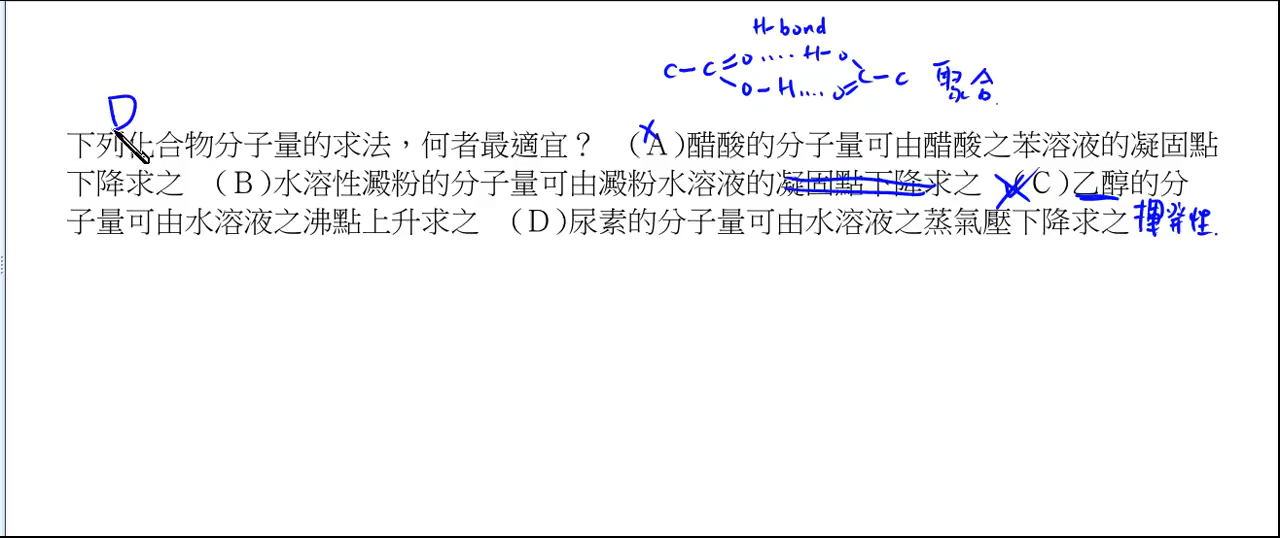 H-bond
C-C=O....H-O
O-H....O=C-C 聚合
D
下列化合物分子量的求法，何者最適宜？ (A)醋酸的分子量可由醋酸之苯溶液的凝固點
下降求之 (B)水溶性澱粉的分子量可由澱粉水溶液的凝固點下降求之 (C)乙醇的分
子量可由水溶液之沸點上升求之 (D)尿素的分子量可由水溶液之蒸氣壓下降求之 揮發性.